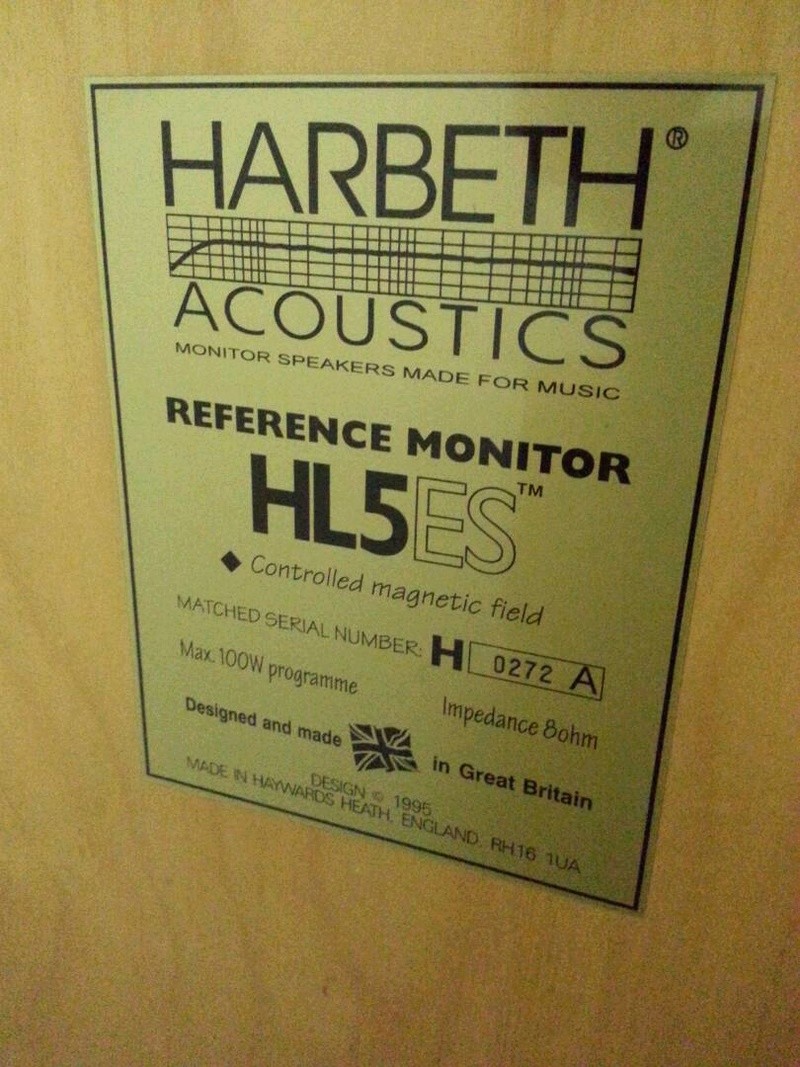 HARBETH®
ACOUSTICS
MONITOR SPEAKERS MADE FOR MUSIC
REFERENCE MONITOR
HL5ES™
◆ Controlled magnetic field
MATCHED SERIAL NUMBER: H 0272 A
Max. 100W programme
Impedance 8ohm
Designed and made in Great Britain
DESIGN © 1995
MADE IN HAYWARDS HEATH, ENGLAND RH16 1UA